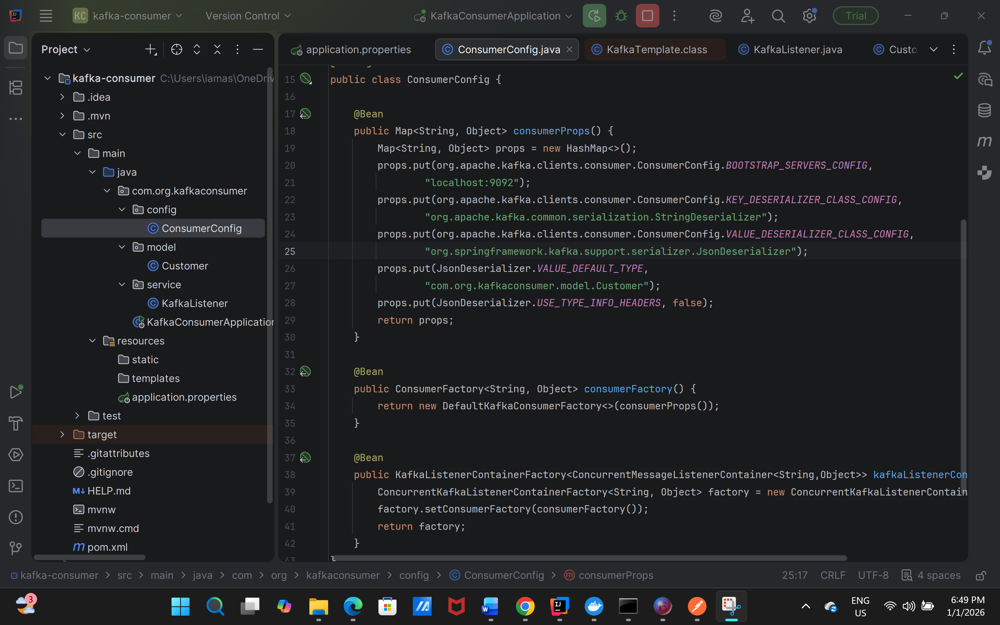 KC kafka-consumer Version Control KafkaConsumerApplication Trial
Project
kafka-consumer C:\Users\iamas\OneDriv
.idea
.mvn
src
main
java
com.org.kafkaconsumer
config
ConsumerConfig
model
Customer
service
KafkaListener
KafkaConsumerApplication
resources
static
templates
application.properties
test
target
.gitattributes
.gitignore
M↓ HELP.md
mvnw
mvnw.cmd
m pom.xml
application.properties ConsumerConfig.java KafkaTemplate.class KafkaListener.java Custo
15 public class ConsumerConfig {
16
17 @Bean
18 public Map<String, Object> consumerProps() {
19 Map<String, Object> props = new HashMap<>();
20 props.put(org.apache.kafka.clients.consumer.ConsumerConfig.BOOTSTRAP_SERVERS_CONFIG,
21 "localhost:9092");
22 props.put(org.apache.kafka.clients.consumer.ConsumerConfig.KEY_DESERIALIZER_CLASS_CONFIG,
23 "org.apache.kafka.common.serialization.StringDeserializer");
24 props.put(org.apache.kafka.clients.consumer.ConsumerConfig.VALUE_DESERIALIZER_CLASS_CONFIG,
25 "org.springframework.kafka.support.serializer.JsonDeserializer");
26 props.put(JsonDeserializer.VALUE_DEFAULT_TYPE,
27 "com.org.kafkaconsumer.model.Customer");
28 props.put(JsonDeserializer.USE_TYPE_INFO_HEADERS, false);
29 return props;
30 }
31
32 @Bean
33 public ConsumerFactory<String, Object> consumerFactory() {
34 return new DefaultKafkaConsumerFactory<>(consumerProps());
35 }
36
37 @Bean
38 public KafkaListenerContainerFactory<ConcurrentMessageListenerContainer<String,Object>> kafkaListenerCon
39 ConcurrentKafkaListenerContainerFactory<String, Object> factory = new ConcurrentKafkaListenerContain
40 factory.setConsumerFactory(consumerFactory());
41 return factory;
42 }
43 }
kafka-consumer > src > main > java > com > org > kafkaconsumer > config > ConsumerConfig > consumerProps 25:17 CRLF UTF-8 4 spaces
3
ENG
US
6:49 PM
1/1/2026